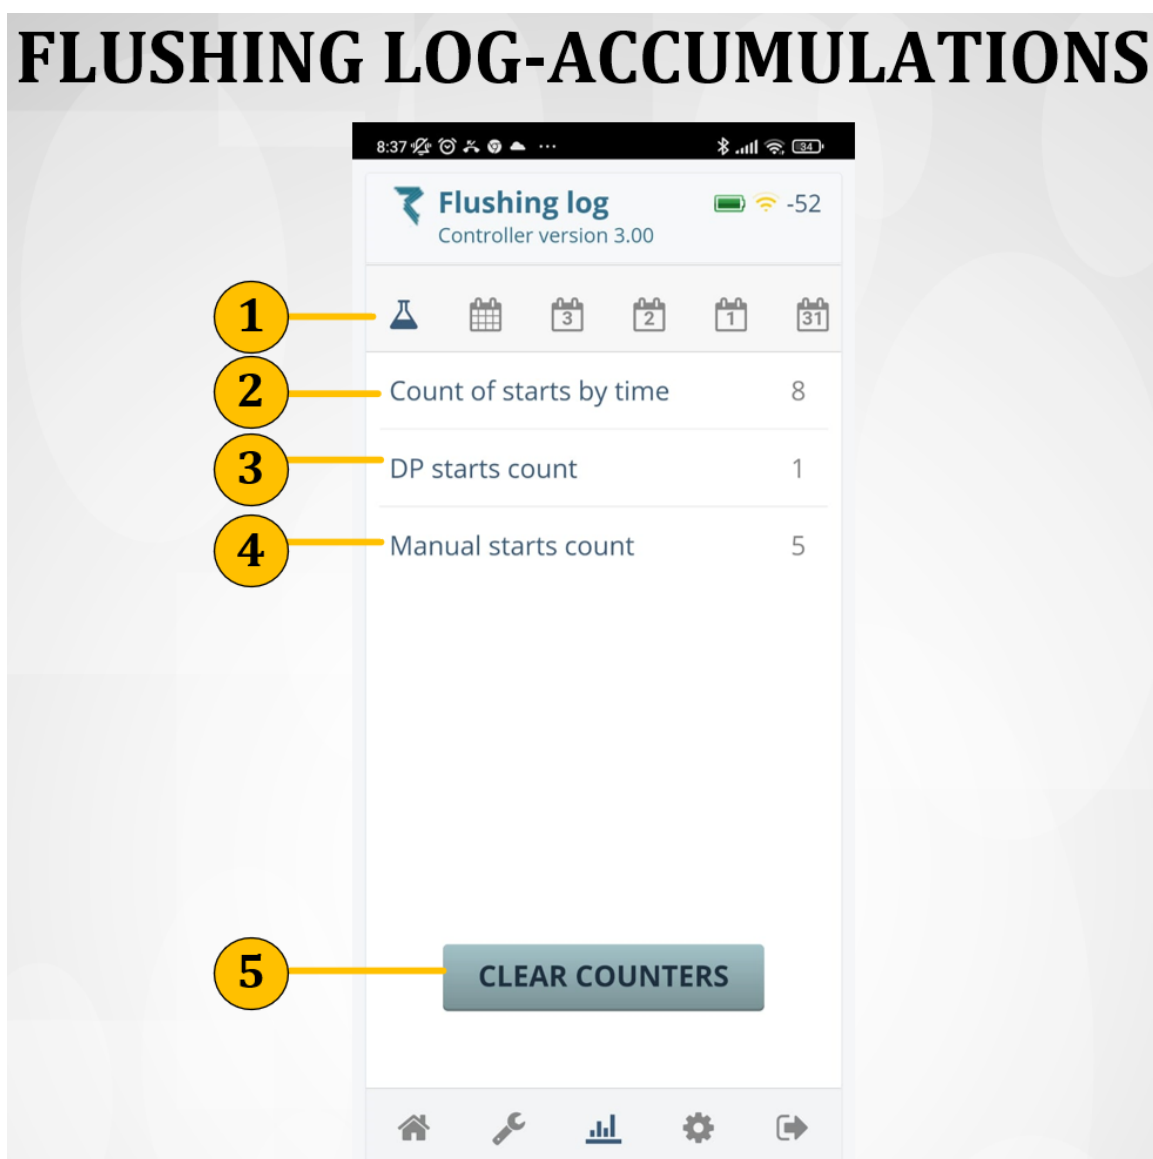 FLUSHING LOG-ACCUMULATIONS
8:37 ... 34
Flushing log -52
Controller version 3.00
1
3 2 1 31
2 Count of starts by time 8
3 DP starts count 1
4 Manual starts count 5
5 CLEAR COUNTERS